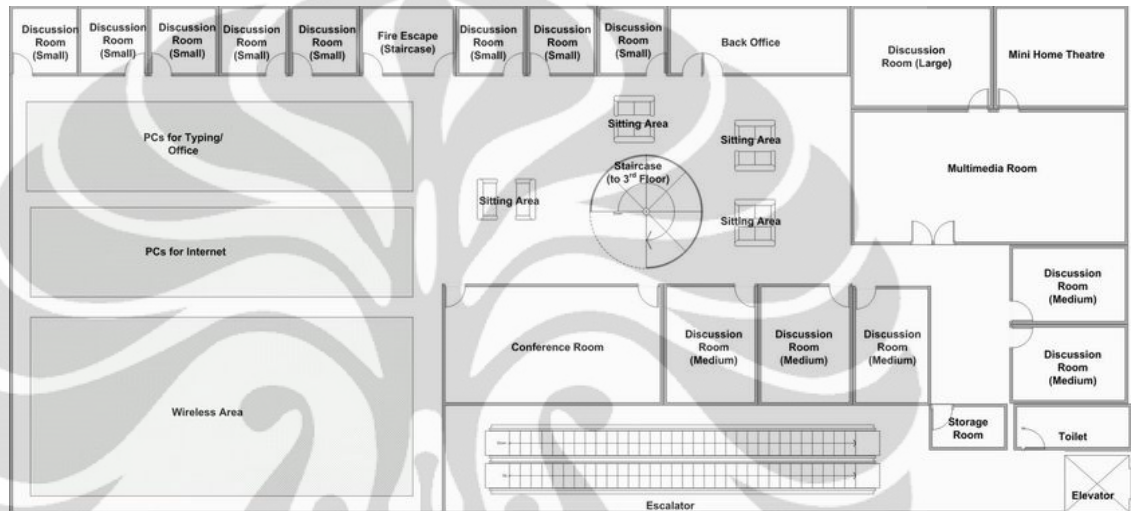 Discussion
Room
(Small)
Discussion
Room
(Small)
Discussion
Room
(Small)
Discussion
Room
(Small)
Discussion
Room
(Small)
Fire Escape
(Staircase)
Discussion
Room
(Small)
Discussion
Room
(Small)
Discussion
Room
(Small)
Back Office
Discussion
Room (Large)
Mini Home Theatre
PCs for Typing/
Office
Sitting Area
Sitting Area
Staircase
(to 3rd Floor)
Multimedia Room
Sitting Area
Sitting Area
PCs for Internet
Discussion
Room
(Medium)
Conference Room
Discussion
Room
(Medium)
Discussion
Room
(Medium)
Discussion
Room
(Medium)
Discussion
Room
(Medium)
Wireless Area
Storage
Room
Toilet
Escalator
Elevator